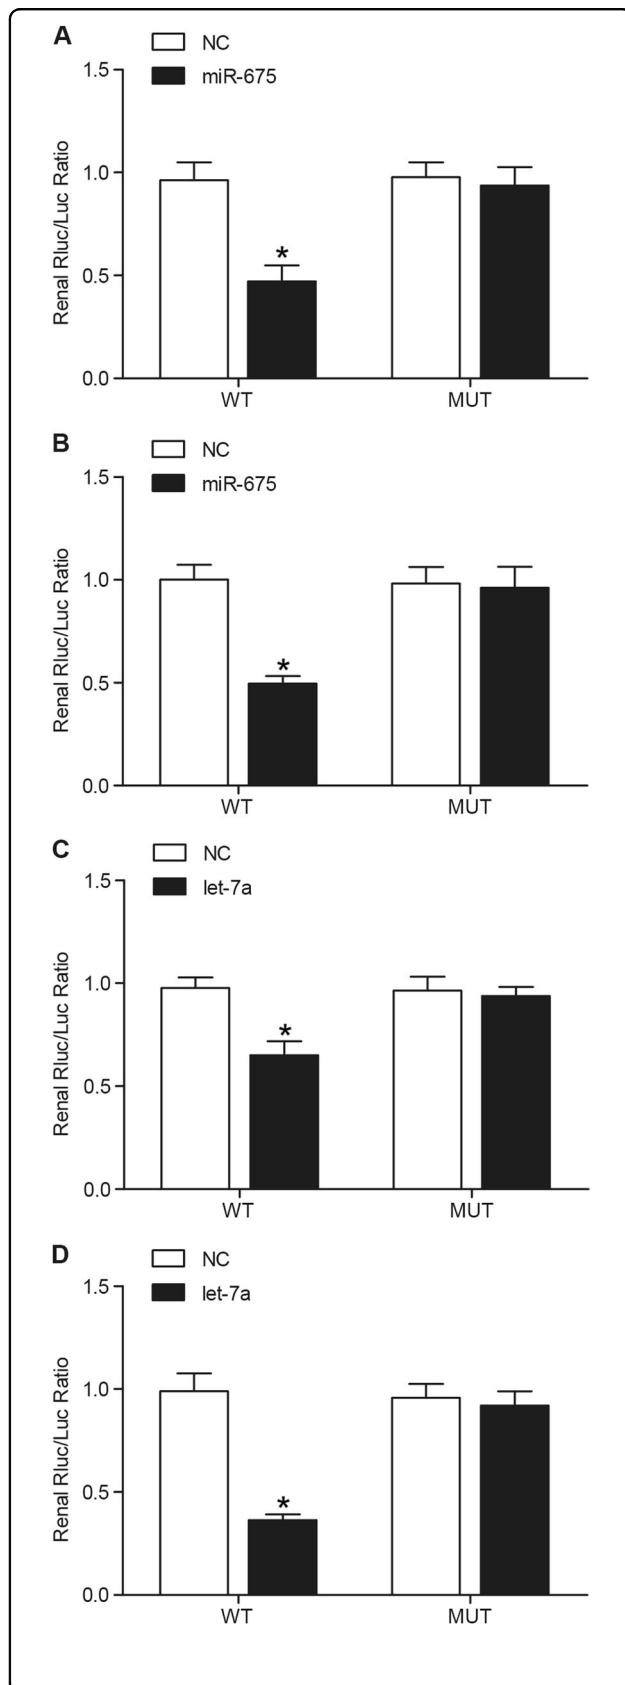 A
NC
miR-675
Renal Rluc/Luc Ratio
1.5
1.0
0.5
0.0
*
WT MUT
B
NC
miR-675
Renal Rluc/Luc Ratio
1.5
1.0
0.5
0.0
*
WT MUT
C
NC
let-7a
Renal Rluc/Luc Ratio
1.5
1.0
0.5
0.0
*
WT MUT
D
NC
let-7a
Renal Rluc/Luc Ratio
1.5
1.0
0.5
0.0
*
WT MUT